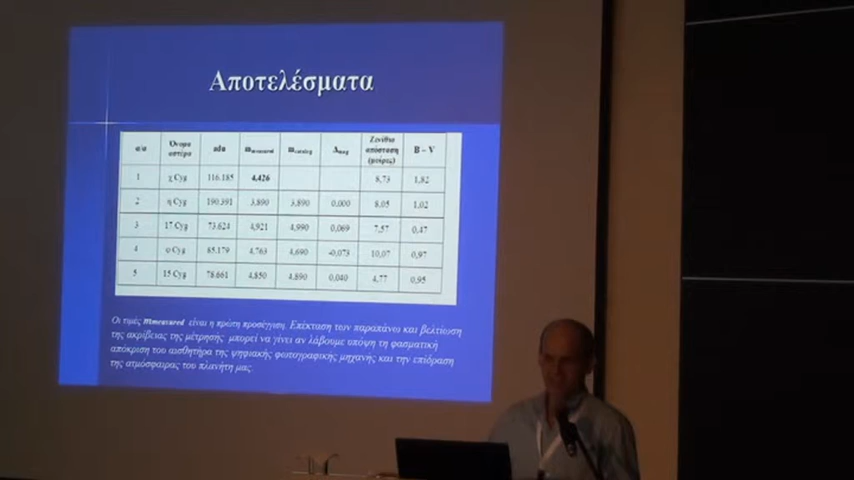 Αποτελέσματα
α/α Όνομα αστέρα adu mmeasured mcatalog Δmag Ζενίθια απόσταση (μοίρες) B – V
1 χ Cyg 116.185 4,426 8,73 1,82
2 η Cyg 190.391 3,890 3,890 0,000 8,05 1,02
3 17 Cyg 73.624 4,921 4,990 0,069 7,57 0,47
4 φ Cyg 85.179 4,763 4,690 -0,073 10,07 0,97
5 15 Cyg 78.661 4,850 4,890 0,040 4,77 0,95
Οι τιμές mmeasured είναι η πρώτη προσέγγιση. Επέκταση των παραπάνω και βελτίωση
της ακρίβειας της μέτρησής μπορεί να γίνει αν λάβουμε υπόψη τη φασματική
απόκριση του αισθητήρα της ψηφιακής φωτογραφικής μηχανής και την επίδραση
της ατμόσφαιρας του πλανήτη μας.